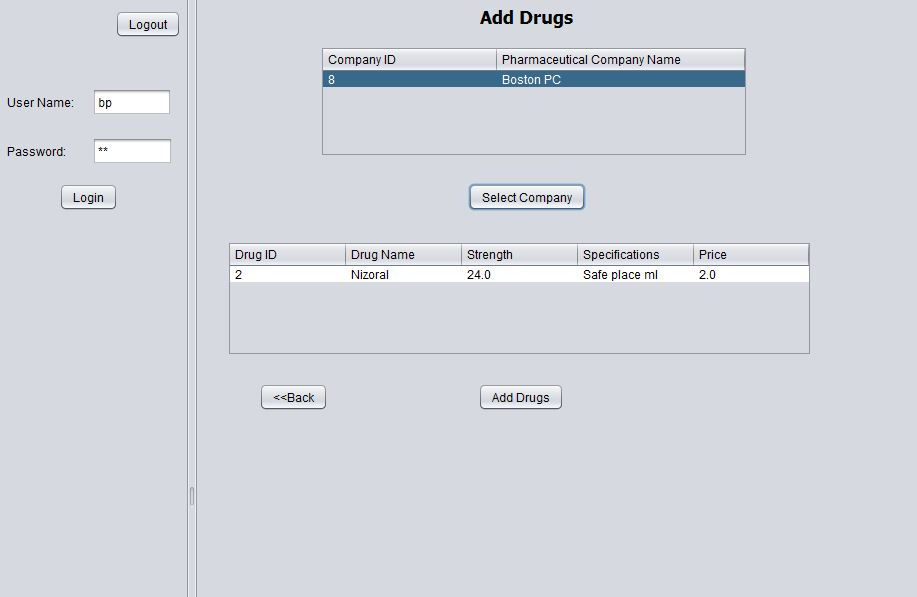 Logout
User Name: bp
Password: **
Login
Add Drugs
Company ID Pharmaceutical Company Name
8 Boston PC
Select Company
Drug ID Drug Name Strength Specifications Price
2 Nizoral 24.0 Safe place ml 2.0
<<Back Add Drugs